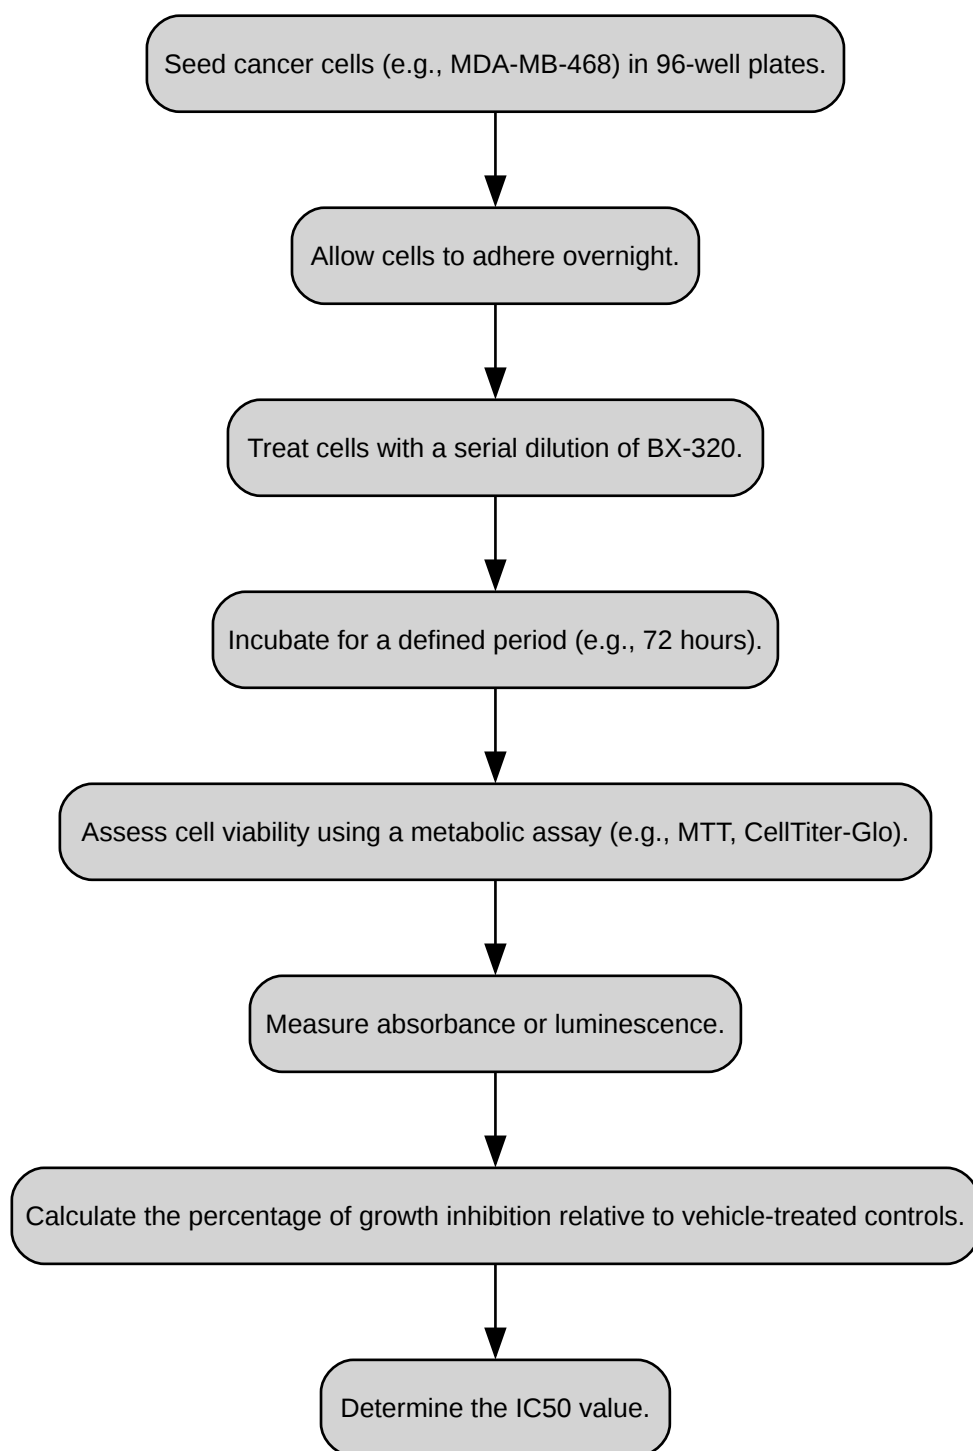 Seed cancer cells (e.g., MDA-MB-468) in 96-well plates.
Allow cells to adhere overnight.
Treat cells with a serial dilution of BX-320.
Incubate for a defined period (e.g., 72 hours).
Assess cell viability using a metabolic assay (e.g., MTT, CellTiter-Glo).
Measure absorbance or luminescence.
Calculate the percentage of growth inhibition relative to vehicle-treated controls.
Determine the IC50 value.